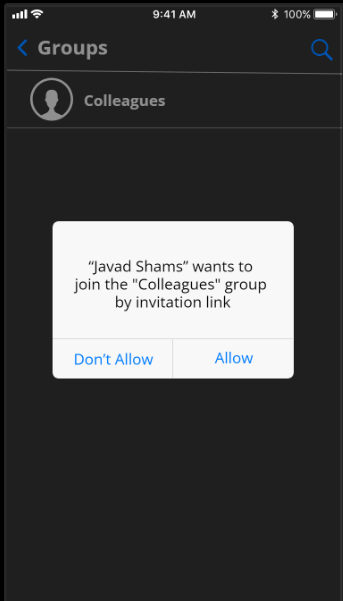 9:41 AM
100%
Groups
Colleagues
“Javad Shams” wants to
join the "Colleagues" group
by invitation link
Don’t Allow
Allow